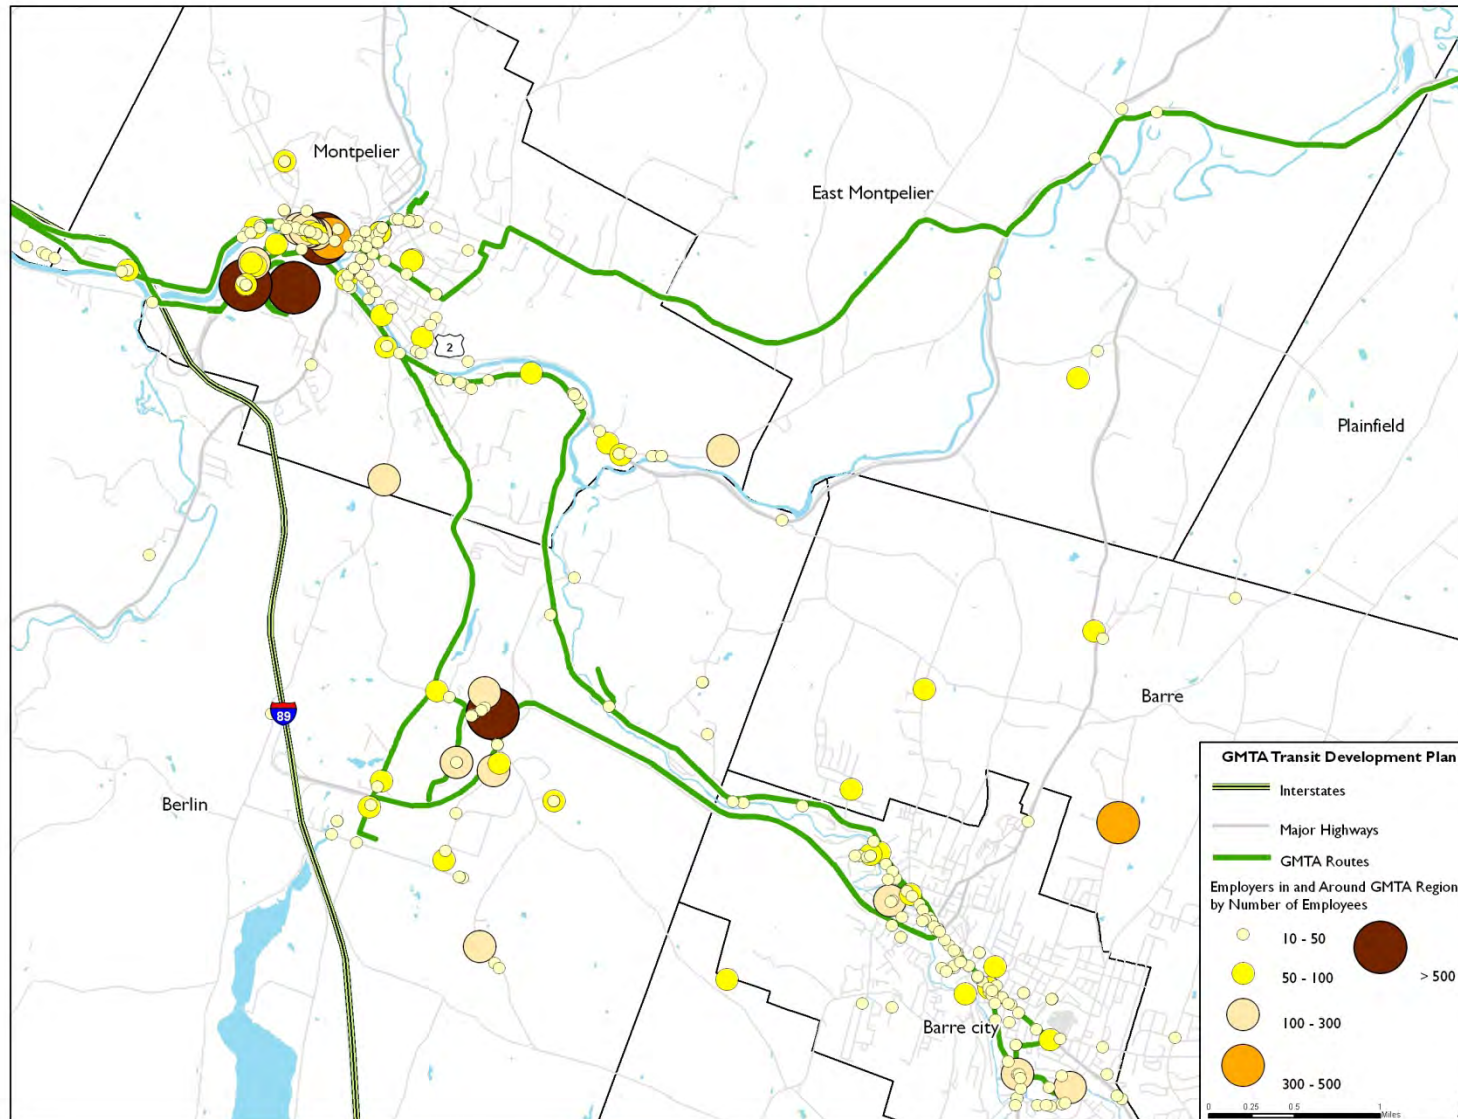 Montpelier
East Montpelier
2
Plainfield
89
Barre
Berlin
Barre city
GMTA Transit Development Plan
Interstates
Major Highways
GMTA Routes
Employers in and Around GMTA Region
by Number of Employees
10 - 50
50 - 100
> 500
100 - 300
300 - 500
0 0.25 0.5 1
Miles